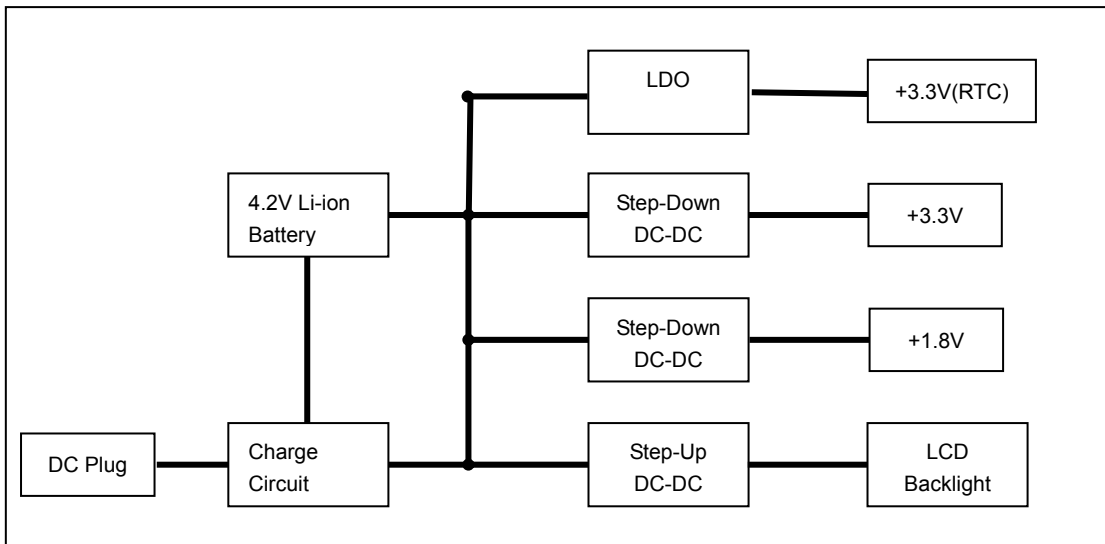 LDO
+3.3V(RTC)
4.2V Li-ion
Battery
Step-Down
DC-DC
+3.3V
Step-Down
DC-DC
+1.8V
DC Plug
Charge
Circuit
Step-Up
DC-DC
LCD
Backlight